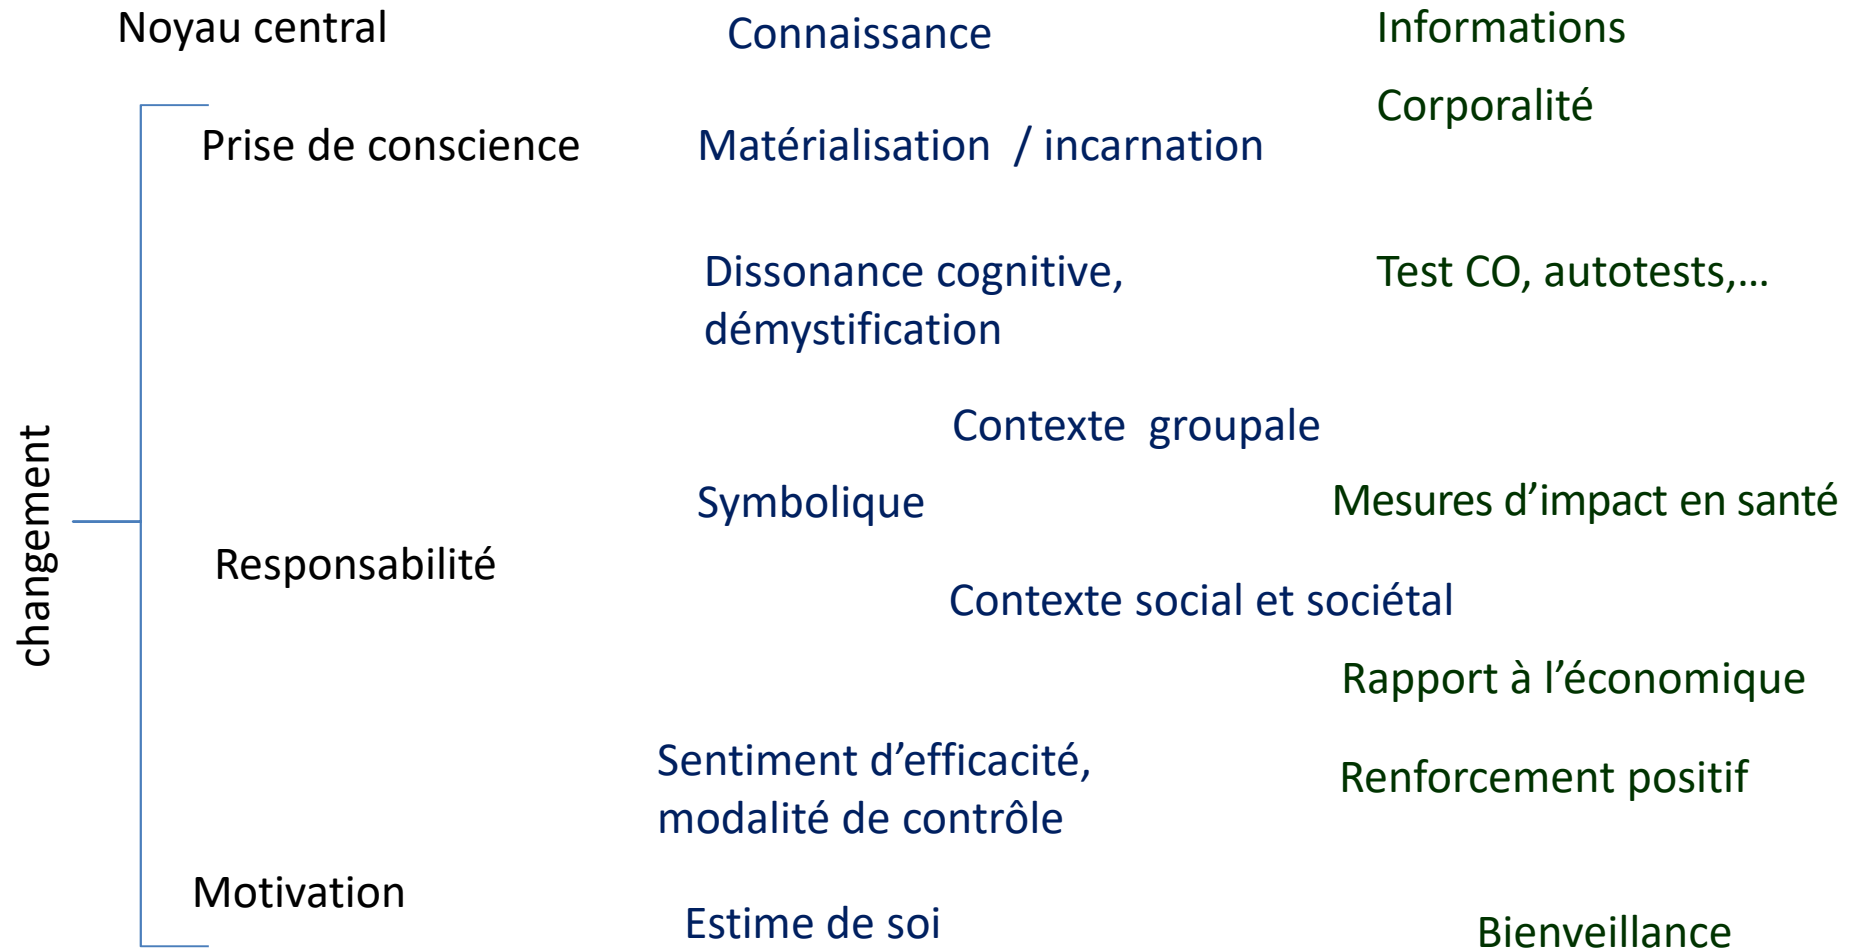 Noyau central
Connaissance
Informations
Corporalité
Prise de conscience
Matérialisation / incarnation
Dissonance cognitive,
démystification
Test CO, autotests,…
Contexte groupale
changement
Symbolique
Mesures d’impact en santé
Responsabilité
Contexte social et sociétal
Rapport à l’économique
Sentiment d’efficacité,
modalité de contrôle
Renforcement positif
Motivation
Estime de soi
Bienveillance